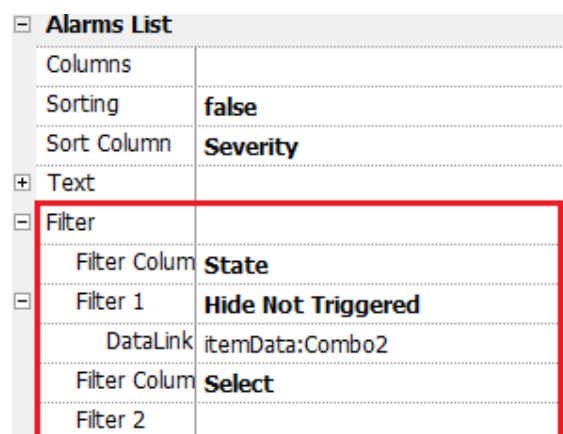 Alarms List
Columns
Sorting false
Sort Column Severity
Text
Filter
Filter Colum State
Filter 1 Hide Not Triggered
DataLink itemData:Combo2
Filter Colum Select
Filter 2